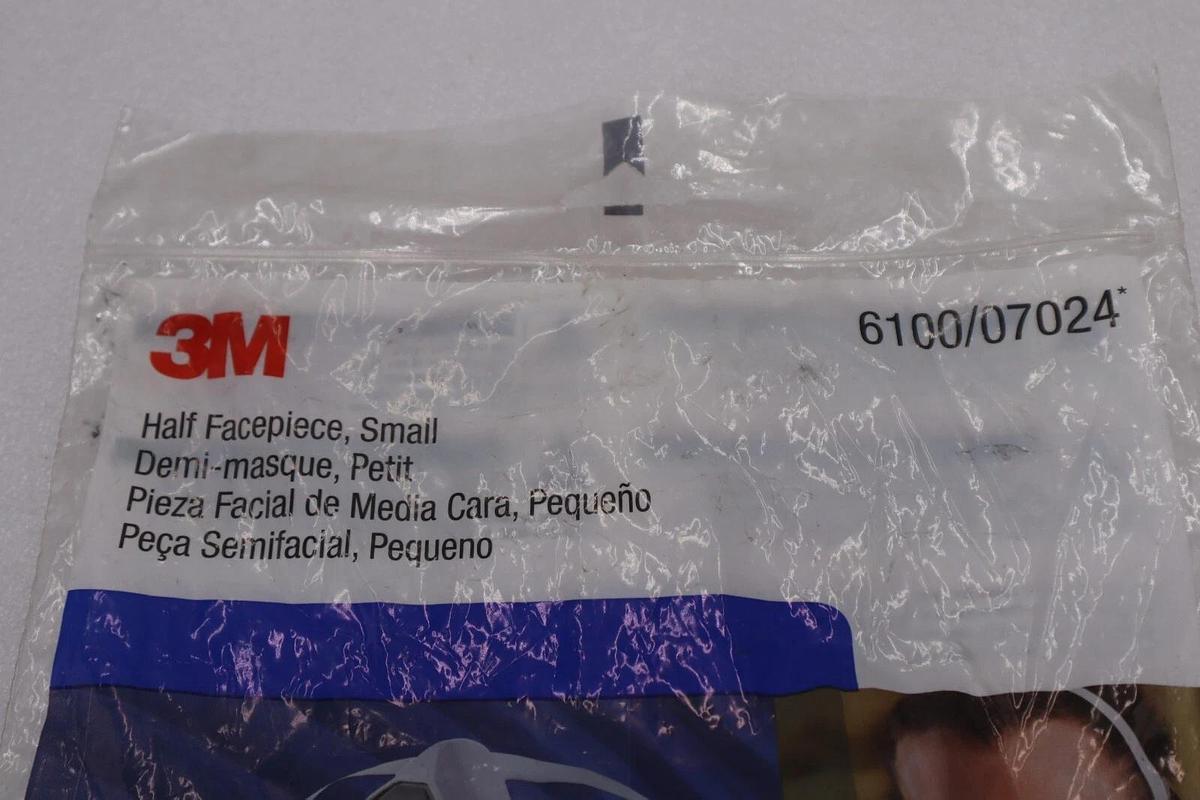 3M
6100/07024*
Half Facepiece, Small
Demi-masque, Petit
Pieza Facial de Media Cara, Pequeño
Peça Semifacial, Pequeno